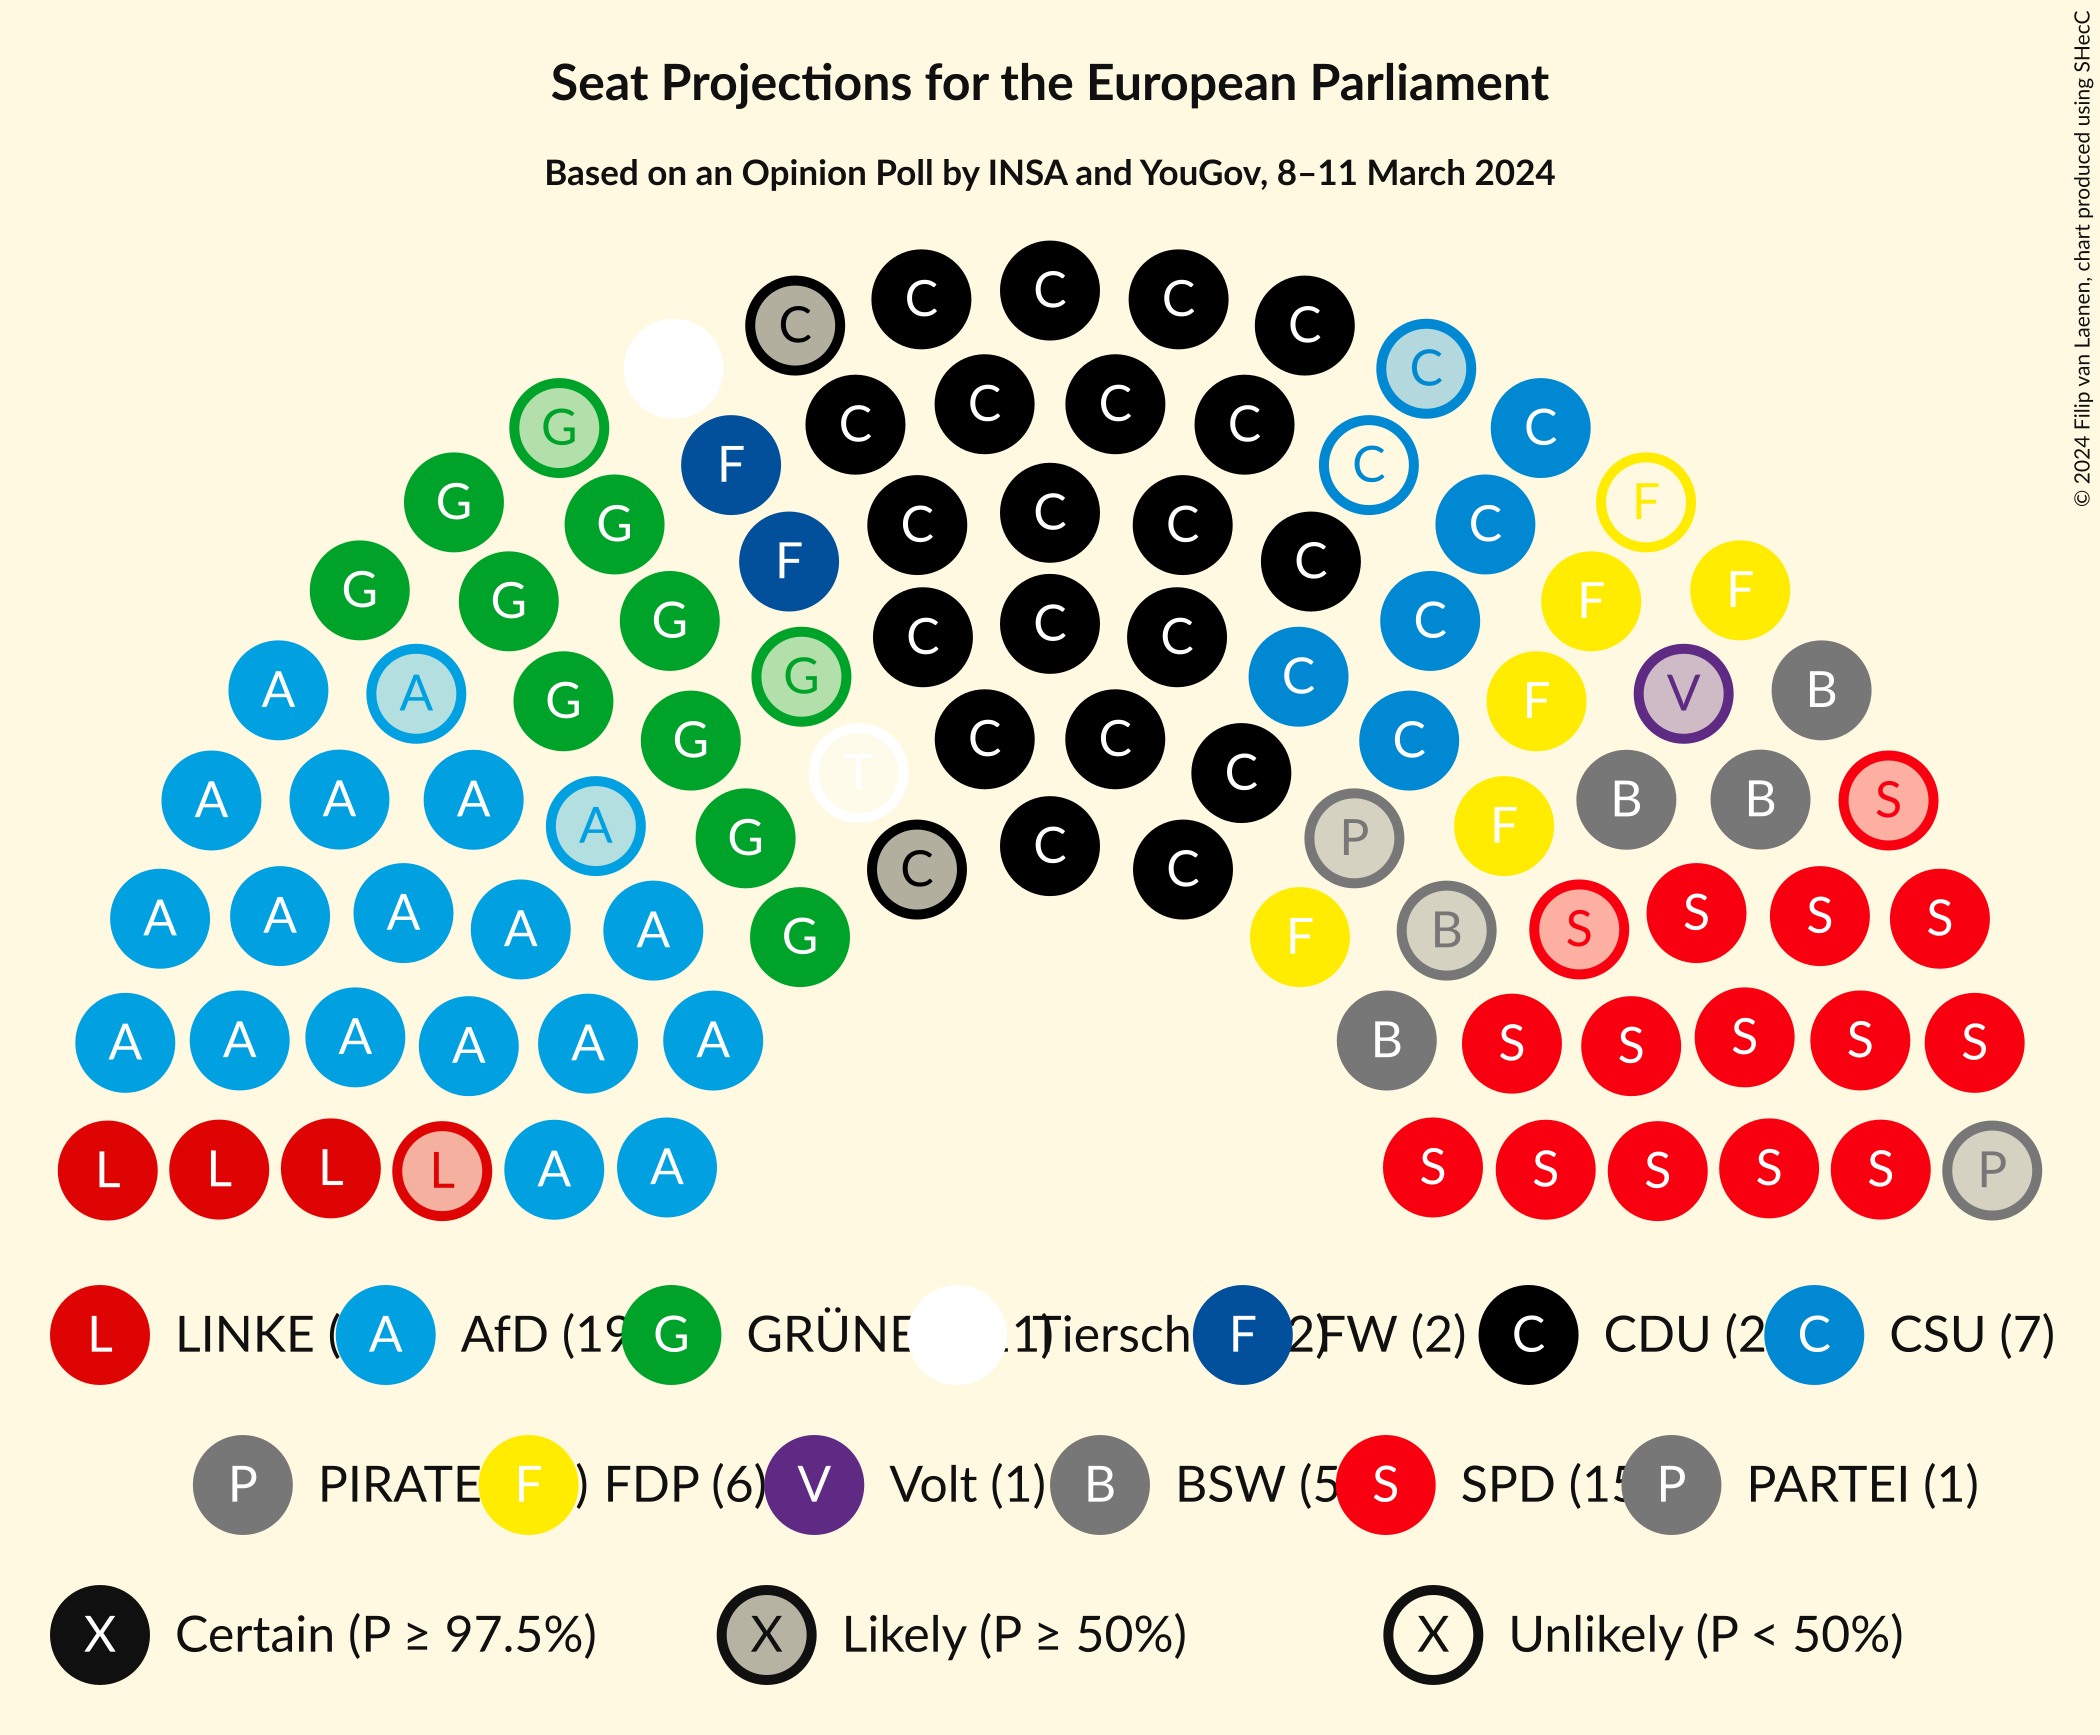 Seat Projections for the European Parliament
Based on an Opinion Poll by INSA and YouGov, 8–11 March 2024
© 2024 Filip van Laenen, chart produced using SHecC
C C C C C C
G C C
G G F C C C C C C F
G G G F C C C C C F F
A A G G G C C C C C F V B
A A A A G G T C C C C P F B B S
A A A A A G C C C F B S S S S
A A A A A A B S S S S S
L L L L A A S S S S S P
L LINKE ( A AfD (19 G GRÜNE 1) Tiersch F 2) FW (2) C CDU (2 C CSU (7)
P PIRATE F ) FDP (6) V Volt (1) B BSW (5 S SPD (15 P PARTEI (1)
X Certain (P ≥ 97.5%) X Likely (P ≥ 50%) X Unlikely (P < 50%)